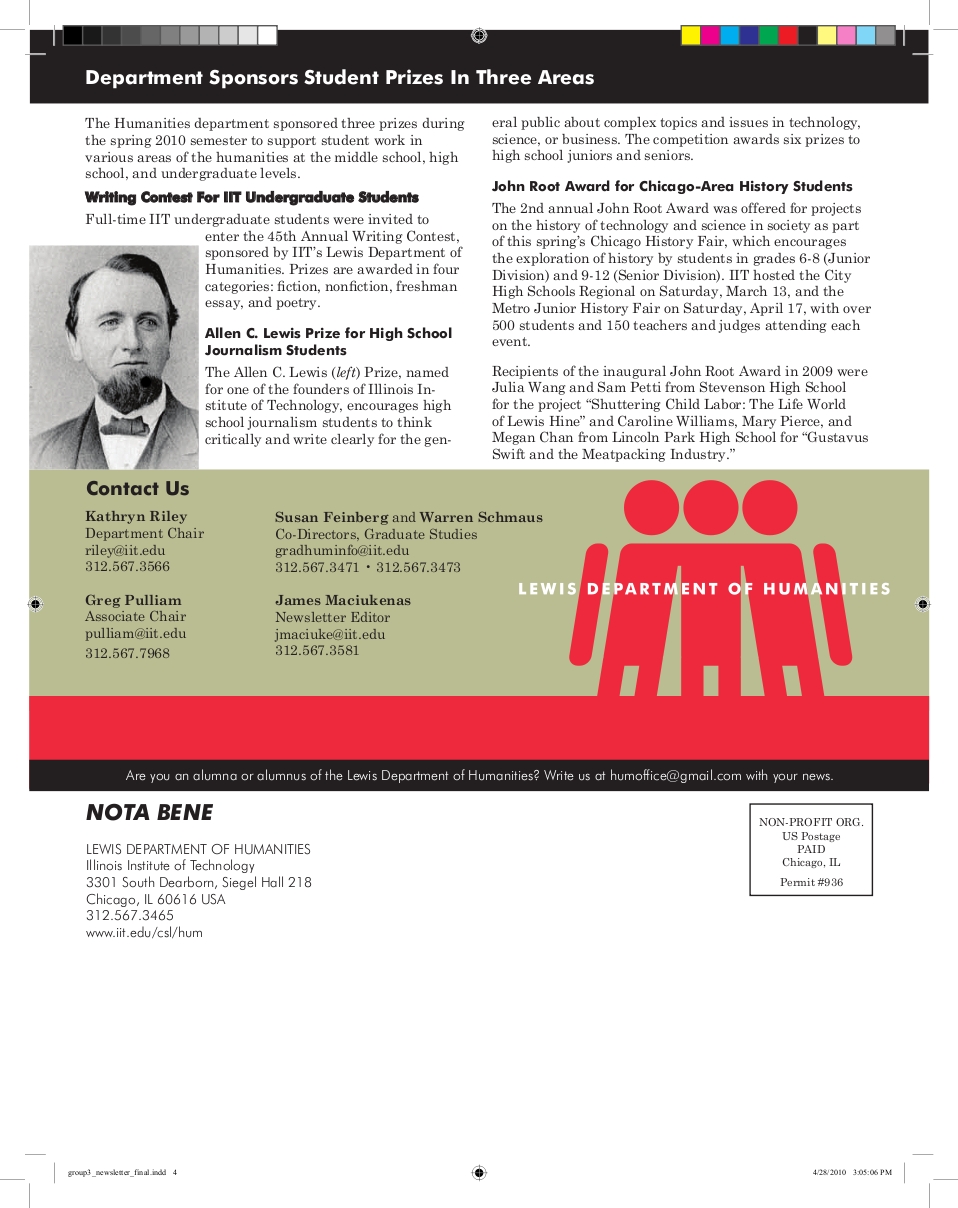 Department Sponsors Student Prizes In Three Areas
The Humanities department sponsored three prizes during
the spring 2010 semester to support student work in
various areas of the humanities at the middle school, high
school, and undergraduate levels.
Writing Contest For IIT Undergraduate Students
Full-time IIT undergraduate students were invited to
enter the 45th Annual Writing Contest,
sponsored by IIT's Lewis Department of
Humanities. Prizes are awarded in four
categories: fiction, nonfiction, freshman
essay, and poetry.
Allen C. Lewis Prize for High School
Journalism Students
The Allen C. Lewis (left) Prize, named
for one of the founders of Illinois In-
stitute of Technology, encourages high
school journalism students to think
critically and write clearly for the gen-
eral public about complex topics and issues in technology,
science, or business. The competition awards six prizes to
high school juniors and seniors.
John Root Award for Chicago-Area History Students
The 2nd annual John Root Award was offered for projects
on the history of technology and science in society as part
of this spring's Chicago History Fair, which encourages
the exploration of history by students in grades 6-8 (Junior
Division) and 9-12 (Senior Division). IIT hosted the City
High Schools Regional on Saturday, March 13, and the
Metro Junior History Fair on Saturday, April 17, with over
500 students and 150 teachers and judges attending each
event.
Recipients of the inaugural John Root Award in 2009 were
Julia Wang and Sam Petti from Stevenson High School
for the project “Shuttering Child Labor: The Life World
of Lewis Hine” and Caroline Williams, Mary Pierce, and
Megan Chan from Lincoln Park High School for “Gustavus
Swift and the Meatpacking Industry.”
Contact Us
Kathryn Riley
Department Chair
riley@iit.edu
312.567.3566
Greg Pulliam
Associate Chair
pulliam@iit.edu
312.567.7968
Susan Feinberg and Warren Schmaus
Co-Directors, Graduate Studies
gradhuminfo@iit.edu
312.567.3471 • 312.567.3473
James Maciukenas
Newsletter Editor
jmaciuke@iit.edu
312.567.3581
LEWIS DEPARTMENT OF HUMANITIES
Are you an alumna or alumnus of the Lewis Department of Humanities? Write us at humoffice@gmail.com with your news.
NOTA BENE
LEWIS DEPARTMENT OF HUMANITIES
Illinois Institute of Technology
3301 South Dearborn, Siegel Hall 218
Chicago, IL 60616 USA
312.567.3465
www.iit.edu/csl/hum
NON-PROFIT ORG.
US Postage
PAID
Chicago, IL
Permit #936
group3_newsletter_final.indd 4
4/28/2010 3:05:06 PM